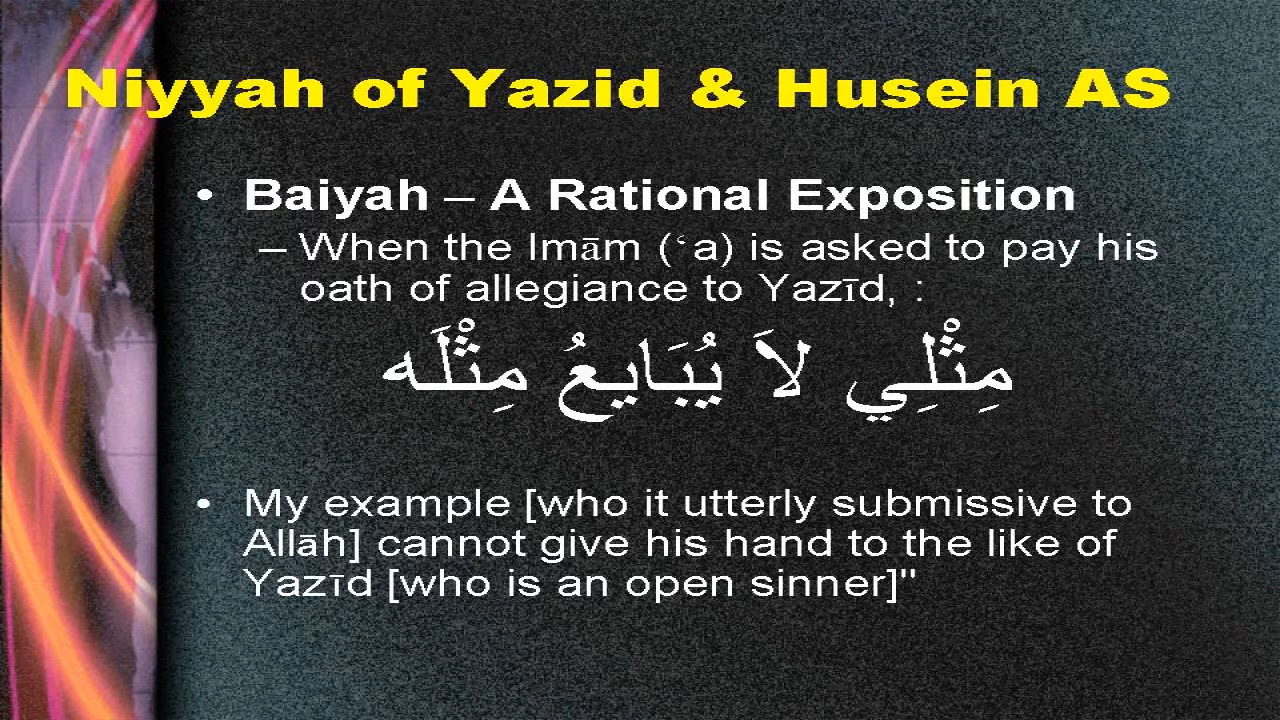 Niyyah of Yazid & Husein AS
• Baiyah – A Rational Exposition
– When the Imām (ʿa) is asked to pay his
oath of allegiance to Yazīd, :
مِثْلِي لاَ يُبَايِعُ مِثْلَه
• My example [who it utterly submissive to
Allāh] cannot give his hand to the like of
Yazīd [who is an open sinner]"